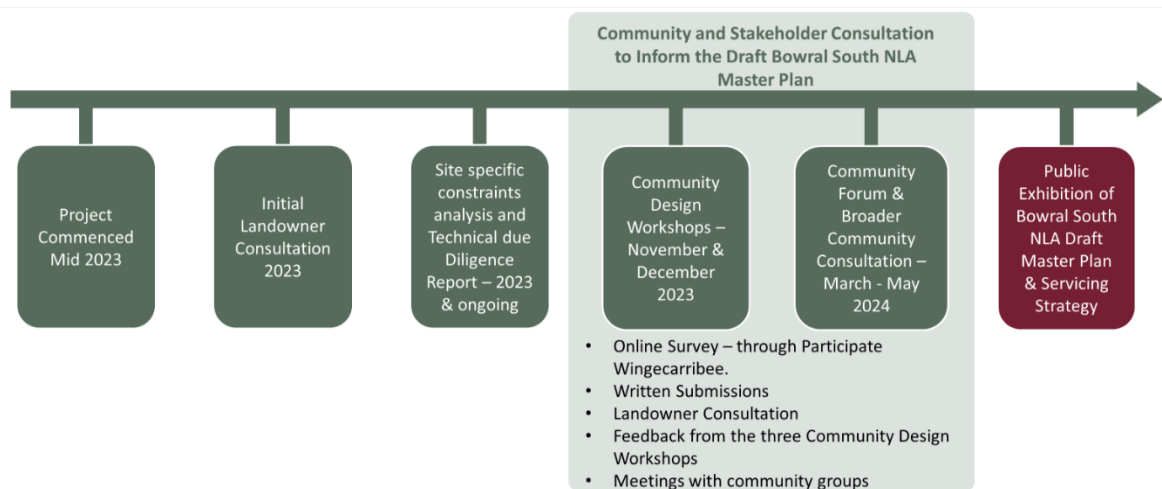 Community and Stakeholder Consultation
to Inform the Draft Bowral South NLA
Master Plan
Project
Commenced
Mid 2023
Initial
Landowner
Consultation
2023
Site specific
constraints
analysis and
Technical due
Diligence
Report – 2023
& ongoing
Community
Design
Workshops –
November &
December
2023
Community
Forum &
Broader
Community
Consultation –
March - May
2024
Public
Exhibition of
Bowral South
NLA Draft
Master Plan
& Servicing
Strategy
• Online Survey – through Participate
Wingecarribee.
• Written Submissions
• Landowner Consultation
• Feedback from the three Community Design
Workshops
• Meetings with community groups